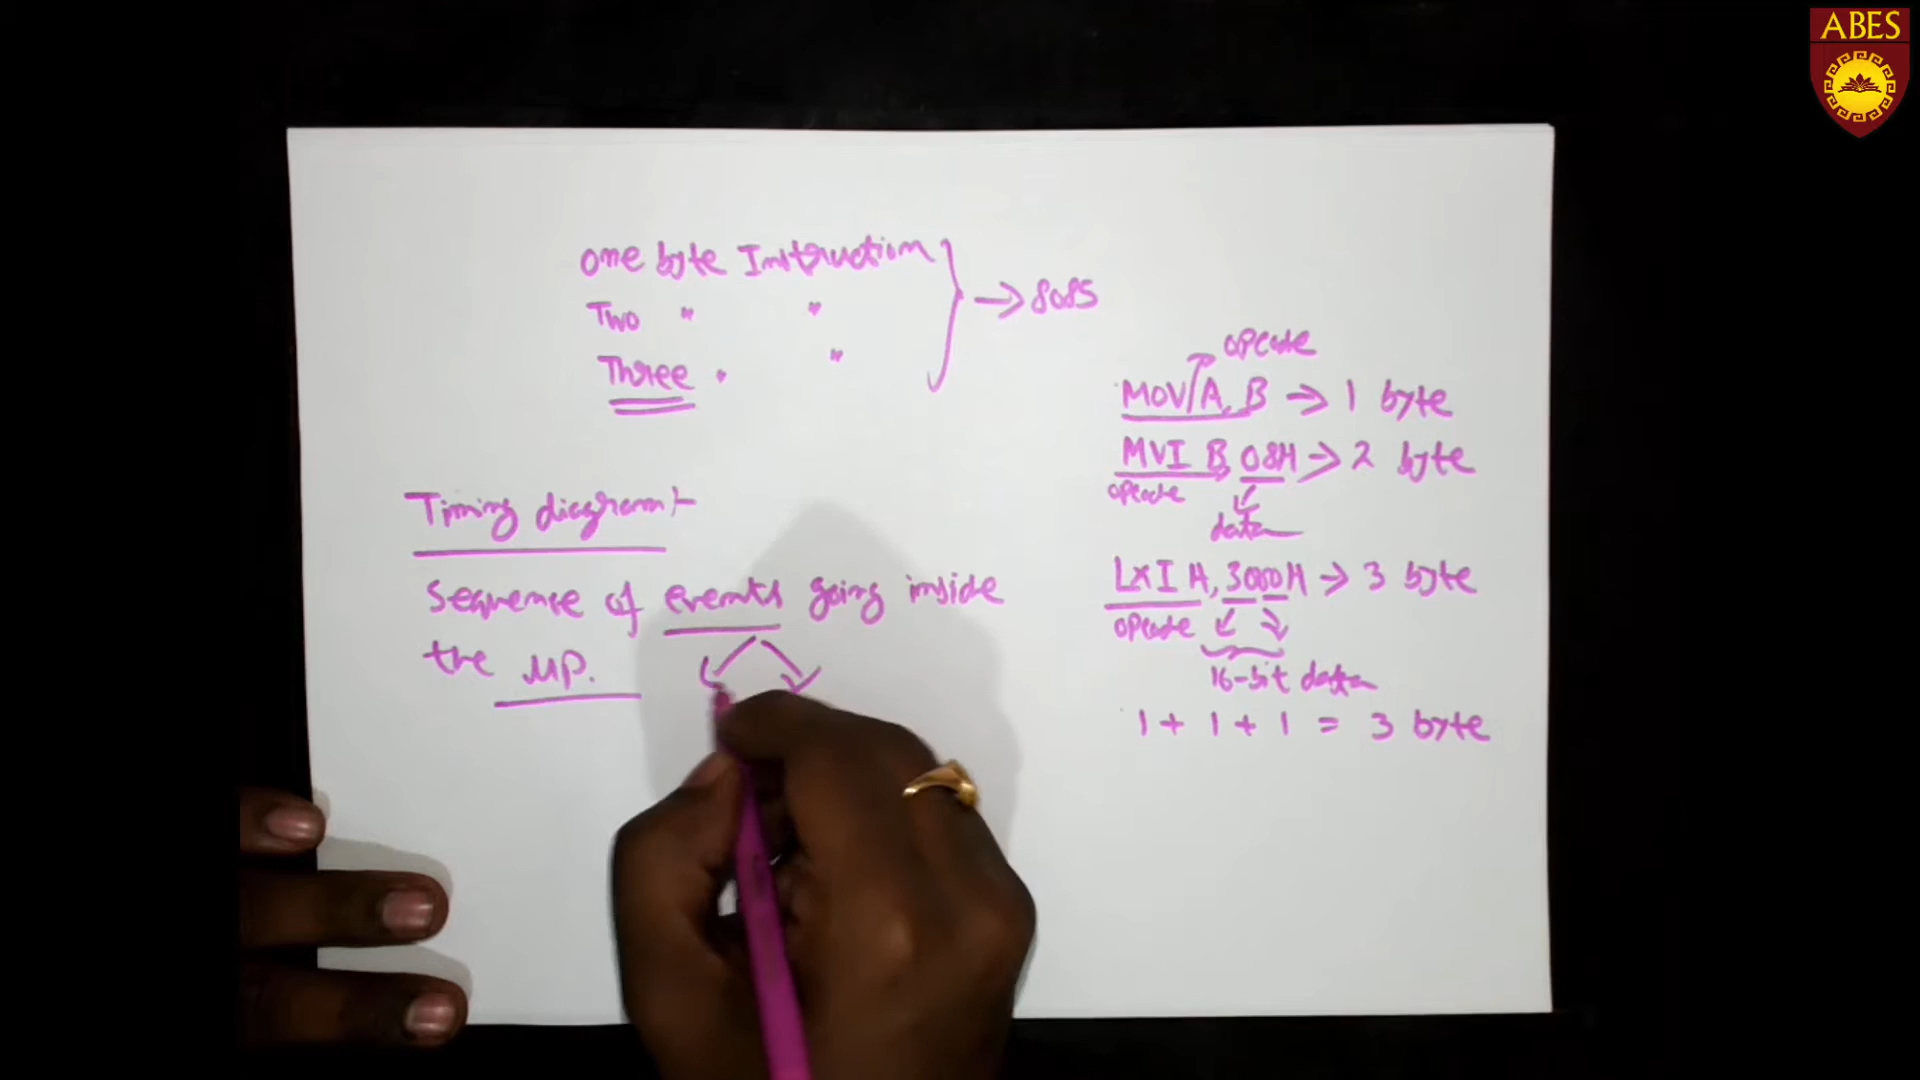 ABES
one byte Instruction
Two " "
Three " "
→ 8085
opcode
MOV A, B → 1 byte
MVI B, 08H → 2 byte
opcode
data
LXI H, 3000H → 3 byte
opcode
16-bit data
1 + 1 + 1 = 3 byte
Timing diagram:-
Sequence of events going inside
the μP.